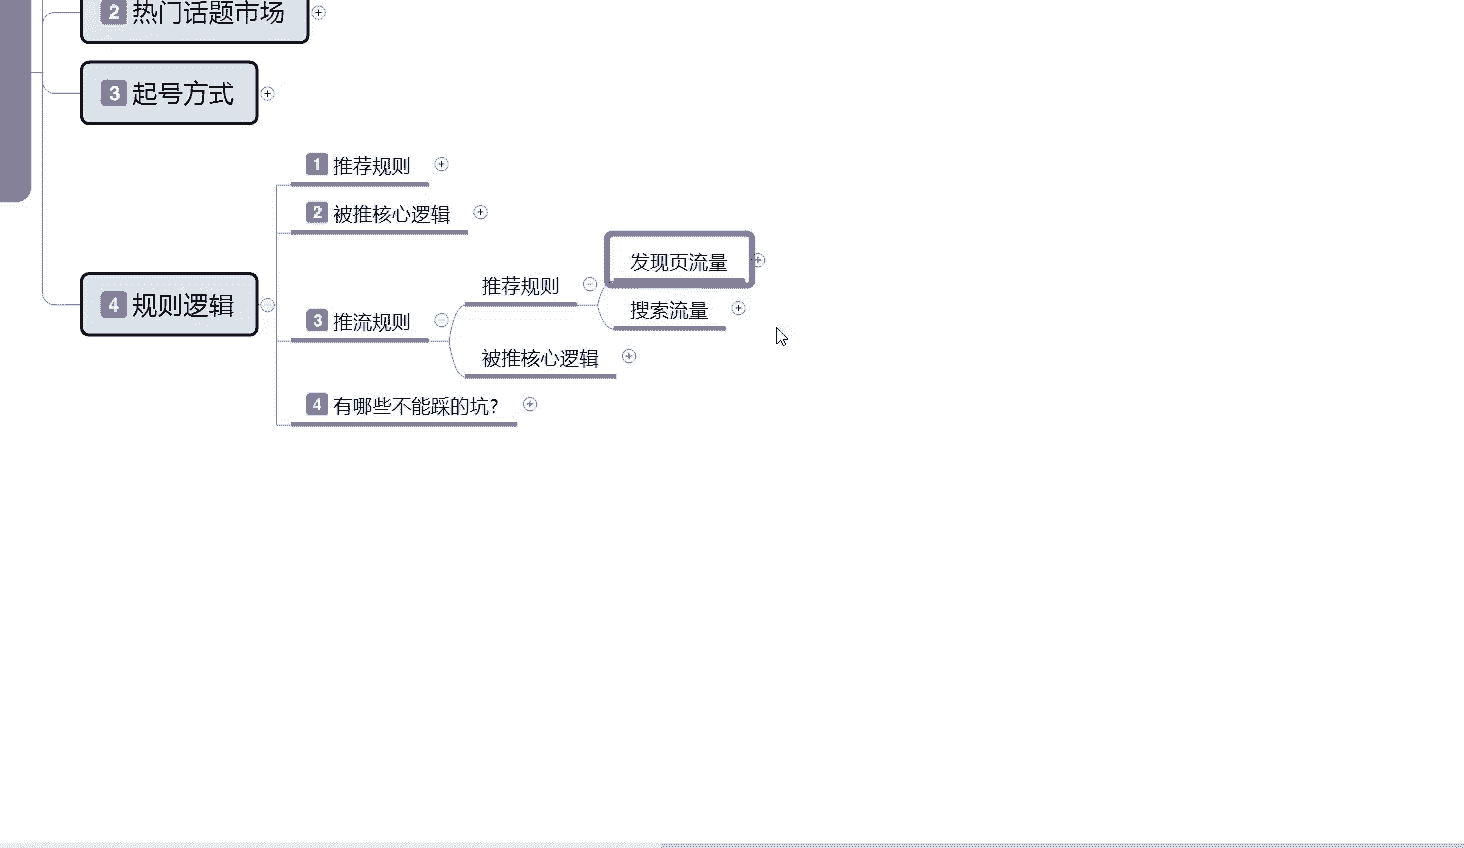 2 热门话题市场
3 起号方式
4 规则逻辑
1 推荐规则
2 被推核心逻辑
3 推流规则
推荐规则
发现页流量
搜索流量
被推核心逻辑
4 有哪些不能踩的坑?